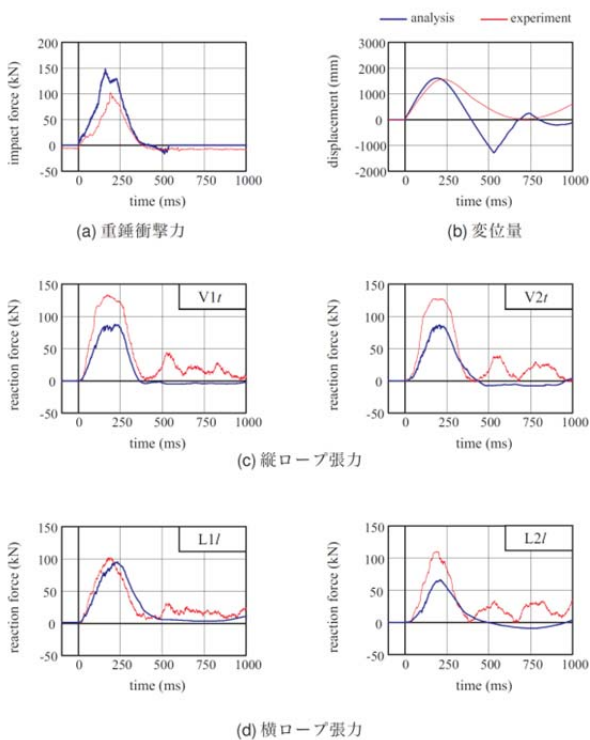 analysis experiment
200
150
100
50
0
-50
impact force (kN)
0 250 500 750 1000
time (ms)
(a) 重錘衝撃力
3000
2000
1000
0
-1000
-2000
displacement (mm)
0 250 500 750 1000
time (ms)
(b) 変位量
150
100
50
0
-50
reaction force (kN)
V1t
0 250 500 750 1000
time (ms)
150
100
50
0
-50
reaction force (kN)
V2t
0 250 500 750 1000
time (ms)
(c) 縦ロープ張力
150
100
50
0
-50
reaction force (kN)
L1l
0 250 500 750 1000
time (ms)
150
100
50
0
-50
reaction force (kN)
L2l
0 250 500 750 1000
time (ms)
(d) 横ロープ張力